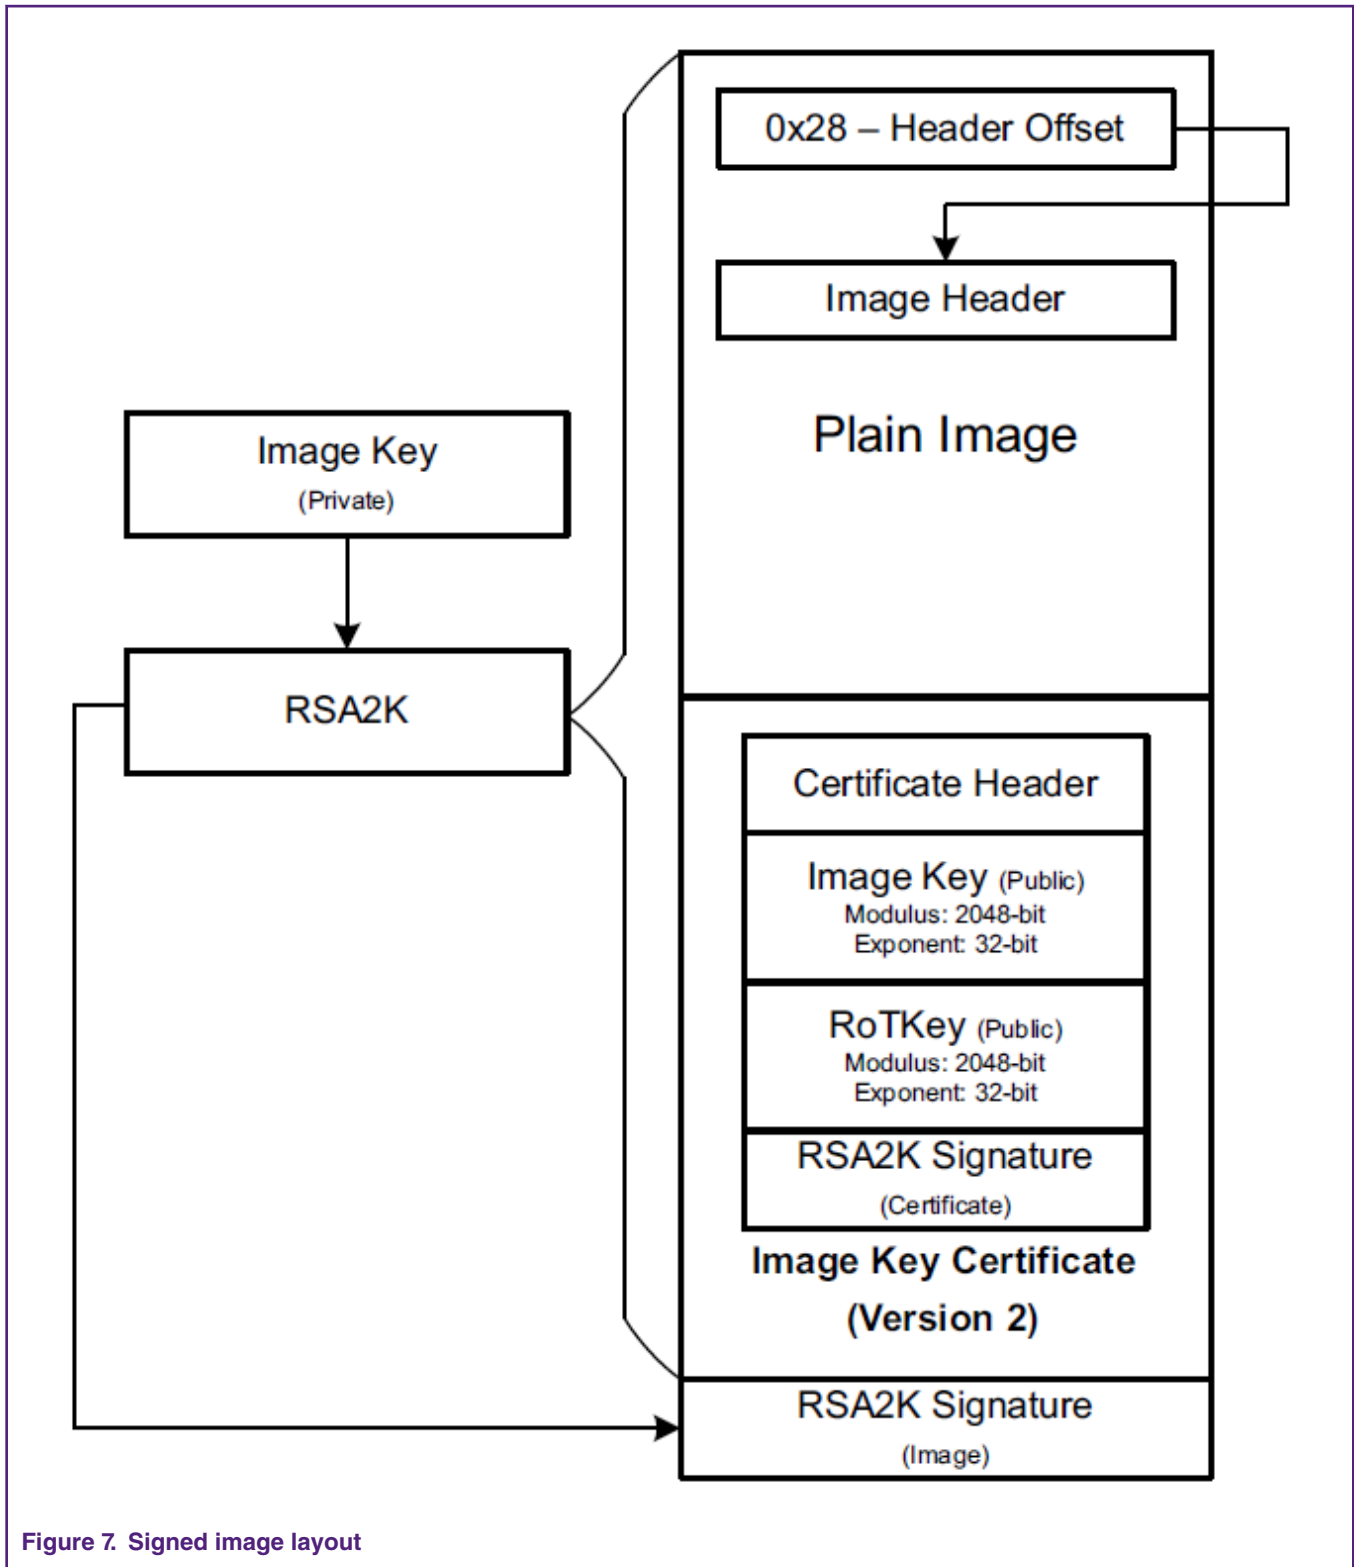 0x28 – Header Offset
Image Header
Plain Image
Image Key
(Private)
RSA2K
Certificate Header
Image Key (Public)
Modulus: 2048-bit
Exponent: 32-bit
RoTKey (Public)
Modulus: 2048-bit
Exponent: 32-bit
RSA2K Signature
(Certificate)
Image Key Certificate
(Version 2)
RSA2K Signature
(Image)
Figure 7. Signed image layout